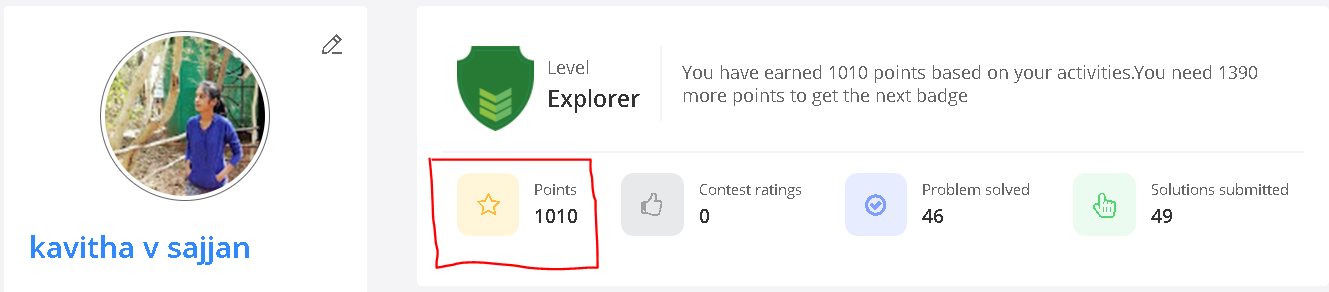 kavitha v sajjan
Level
Explorer
You have earned 1010 points based on your activities.You need 1390
more points to get the next badge
Points
1010
Contest ratings
0
Problem solved
46
Solutions submitted
49